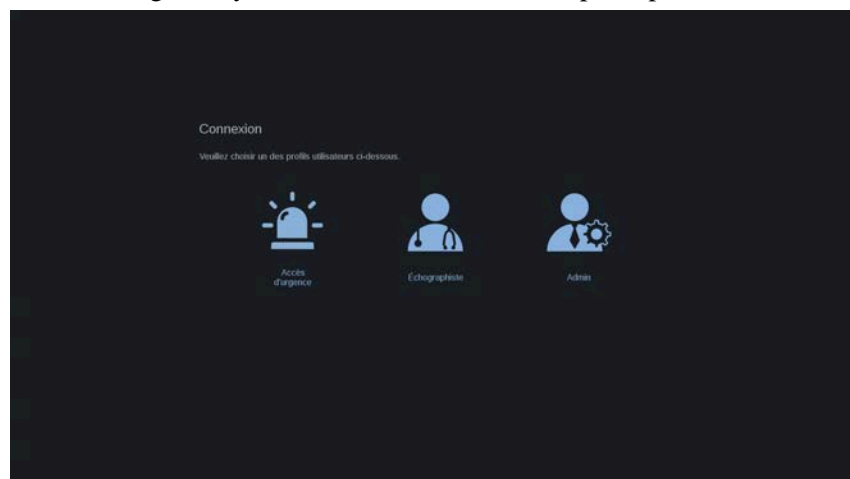 Connexion
Veuillez choisir un des profils utilisateurs ci-dessous.
Accès
d'urgence
Échographiste
Admin